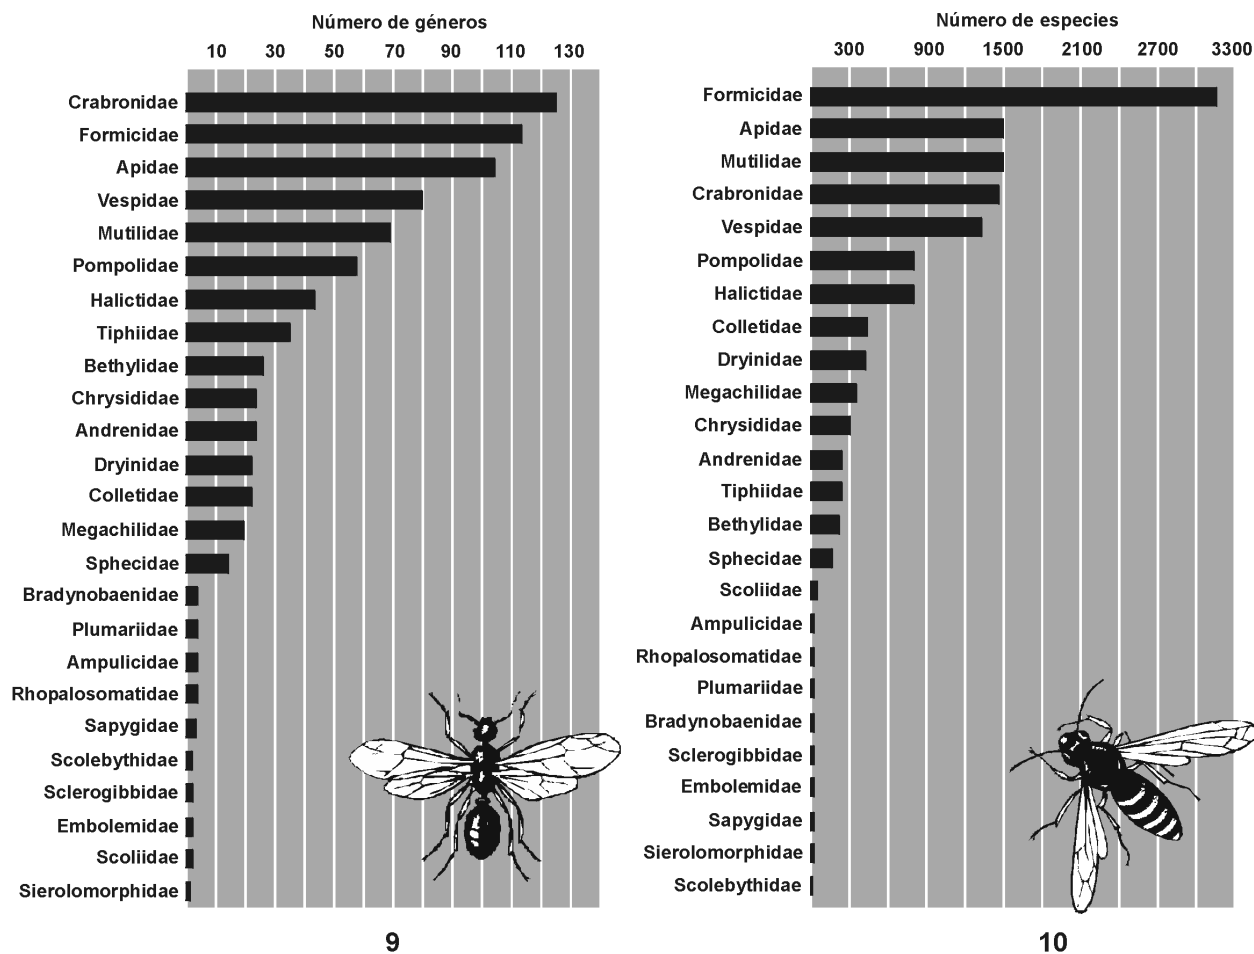 Número de géneros
10 30 50 70 90 110 130
Crabronidae
Formicidae
Apidae
Vespidae
Mutilidae
Pompolidae
Halictidae
Tiphiidae
Bethylidae
Chrysididae
Andrenidae
Dryinidae
Colletidae
Megachilidae
Sphecidae
Bradynobaenidae
Plumariidae
Ampulicidae
Rhopalosomatidae
Sapygidae
Scolebythidae
Sclerogibbidae
Embolemidae
Scoliidae
Sierolomorphidae
9
Número de especies
300 900 1500 2100 2700 3300
Formicidae
Apidae
Mutilidae
Crabronidae
Vespidae
Pompolidae
Halictidae
Colletidae
Dryinidae
Megachilidae
Chrysididae
Andrenidae
Tiphiidae
Bethylidae
Sphecidae
Scoliidae
Ampulicidae
Rhopalosomatidae
Plumariidae
Bradynobaenidae
Sclerogibbidae
Embolemidae
Sapygidae
Sierolomorphidae
Scolebythidae
10